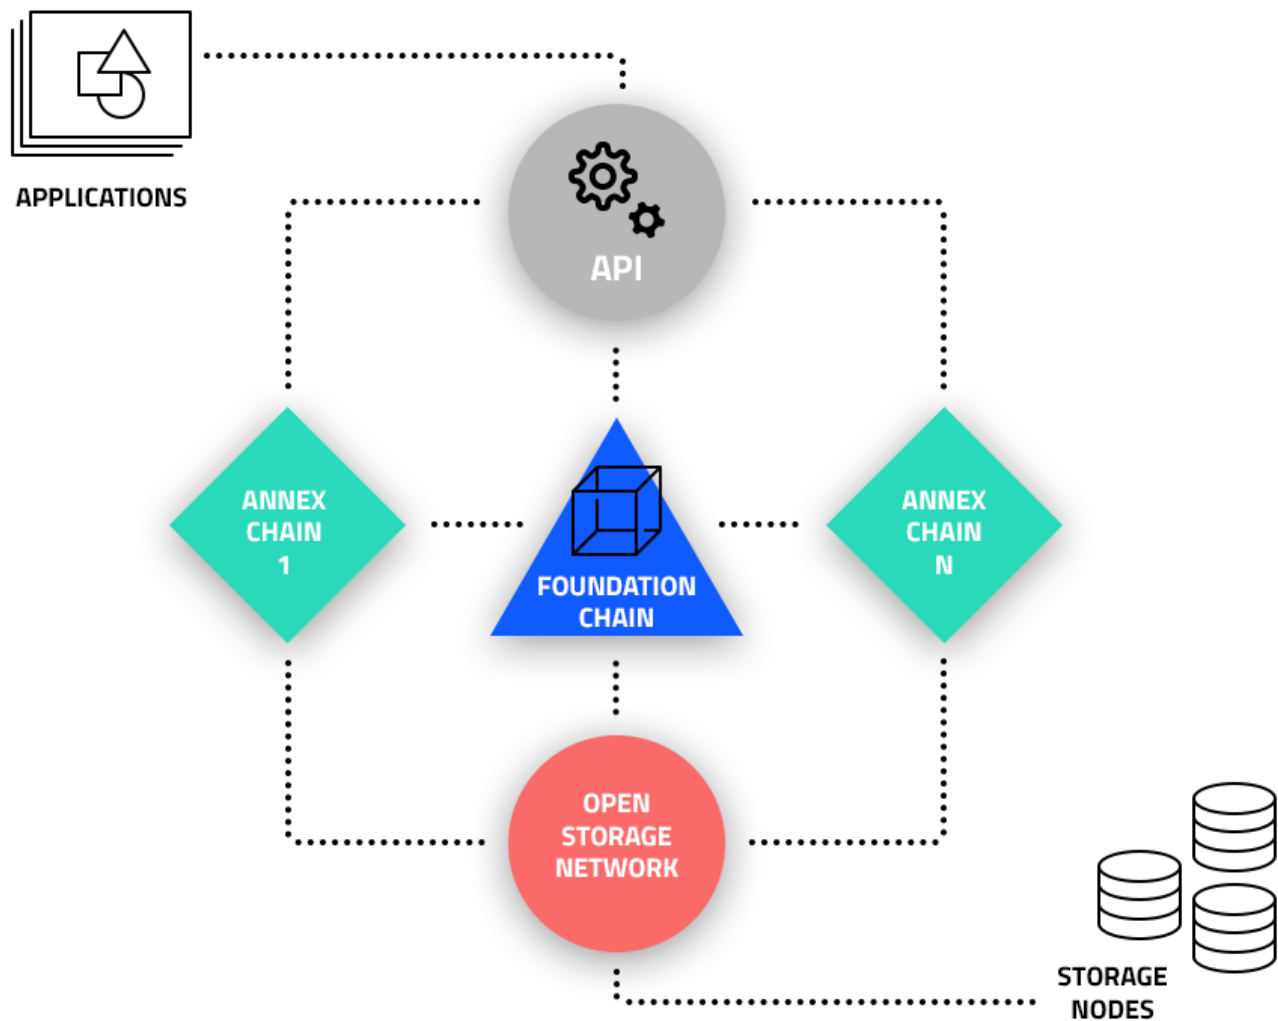 APPLICATIONS
API
ANNEX
CHAIN
1
FOUNDATION
CHAIN
ANNEX
CHAIN
N
OPEN
STORAGE
NETWORK
STORAGE
NODES